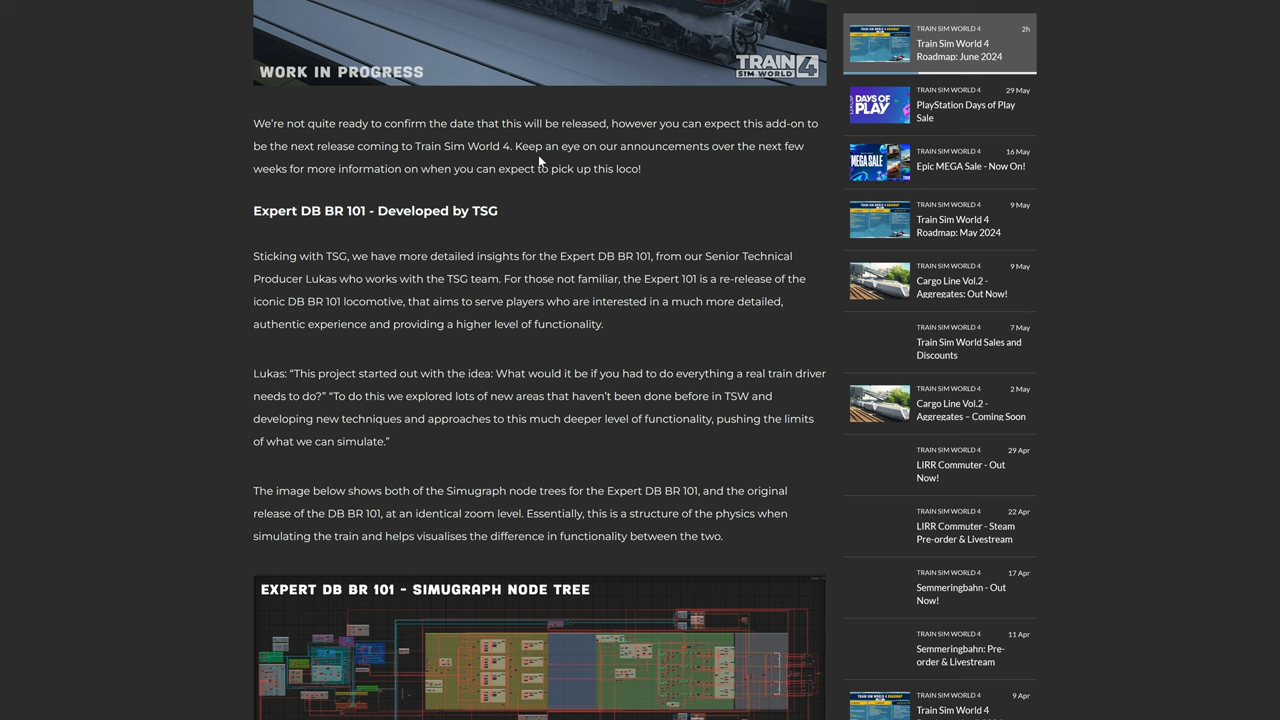 WORK IN PROGRESS
TRAIN SIM WORLD 4
We're not quite ready to confirm the date that this will be released, however you can expect this add-on to
be the next release coming to Train Sim World 4. Keep an eye on our announcements over the next few
weeks for more information on when you can expect to pick up this loco!
Expert DB BR 101 - Developed by TSG
Sticking with TSG, we have more detailed insights for the Expert DB BR 101, from our Senior Technical
Producer Lukas who works with the TSG team. For those not familiar, the Expert 101 is a re-release of the
iconic DB BR 101 locomotive, that aims to serve players who are interested in a much more detailed,
authentic experience and providing a higher level of functionality.
Lukas: “This project started out with the idea: What would it be if you had to do everything a real train driver
needs to do?” “To do this we explored lots of new areas that haven’t been done before in TSW and
developing new techniques and approaches to this much deeper level of functionality, pushing the limits
of what we can simulate.”
The image below shows both of the Simugraph node trees for the Expert DB BR 101, and the original
release of the DB BR 101, at an identical zoom level. Essentially, this is a structure of the physics when
simulating the train and helps visualises the difference in functionality between the two.
EXPERT DB BR 101 - SIMUGRAPH NODE TREE
TRAIN SIM WORLD 4 2h
Train Sim World 4
Roadmap: June 2024
DAYS OF
PLAY
TRAIN SIM WORLD 4 29 May
PlayStation Days of Play
Sale
MEGA SALE
TRAIN SIM WORLD 4 16 May
Epic MEGA Sale - Now On!
TRAIN SIM WORLD 4 9 May
Train Sim World 4
Roadmap: May 2024
TRAIN SIM WORLD 4 9 May
Cargo Line Vol.2 -
Aggregates: Out Now!
TRAIN SIM WORLD 4 7 May
Train Sim World Sales and
Discounts
TRAIN SIM WORLD 4 2 May
Cargo Line Vol.2 -
Aggregates – Coming Soon
TRAIN SIM WORLD 4 29 Apr
LIRR Commuter - Out
Now!
TRAIN SIM WORLD 4 22 Apr
LIRR Commuter - Steam
Pre-order & Livestream
TRAIN SIM WORLD 4 17 Apr
Semmeringbahn - Out
Now!
TRAIN SIM WORLD 4 11 Apr
Semmeringbahn: Pre-
order & Livestream
TRAIN SIM WORLD 4 9 Apr
Train Sim World 4